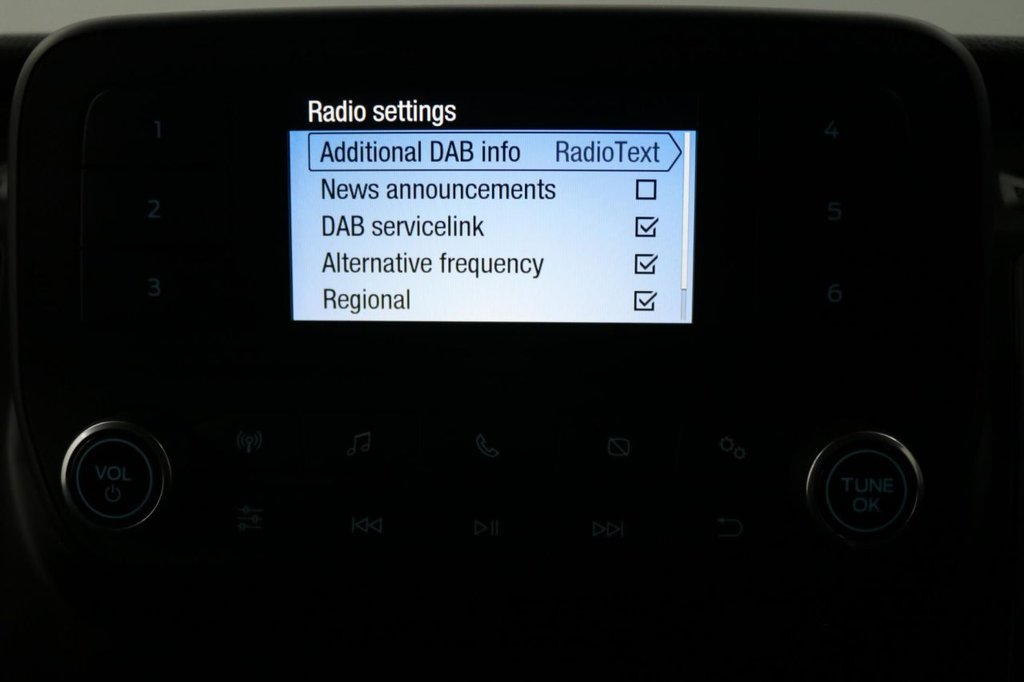 Radio settings
Additional DAB info RadioText
News announcements
DAB servicelink
Alternative frequency
Regional
1
2
3
4
5
6
VOL
TUNE
OK